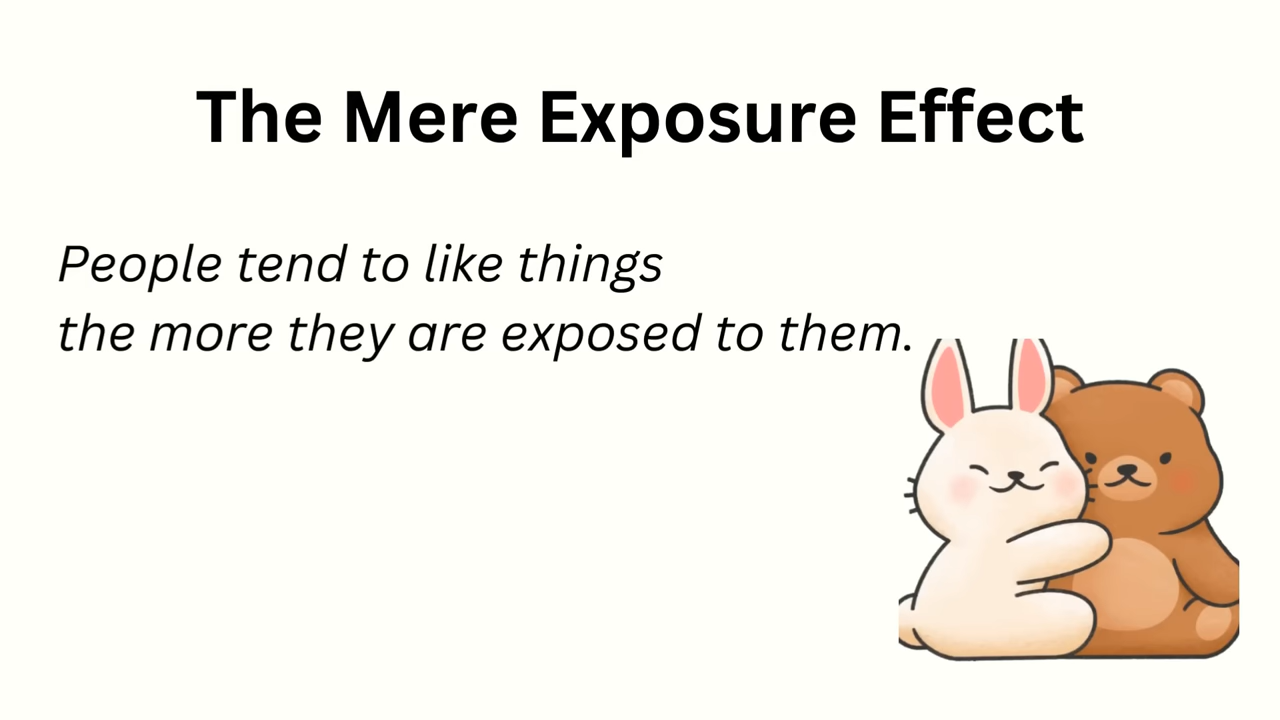 The Mere Exposure Effect
People tend to like things
the more they are exposed to them.